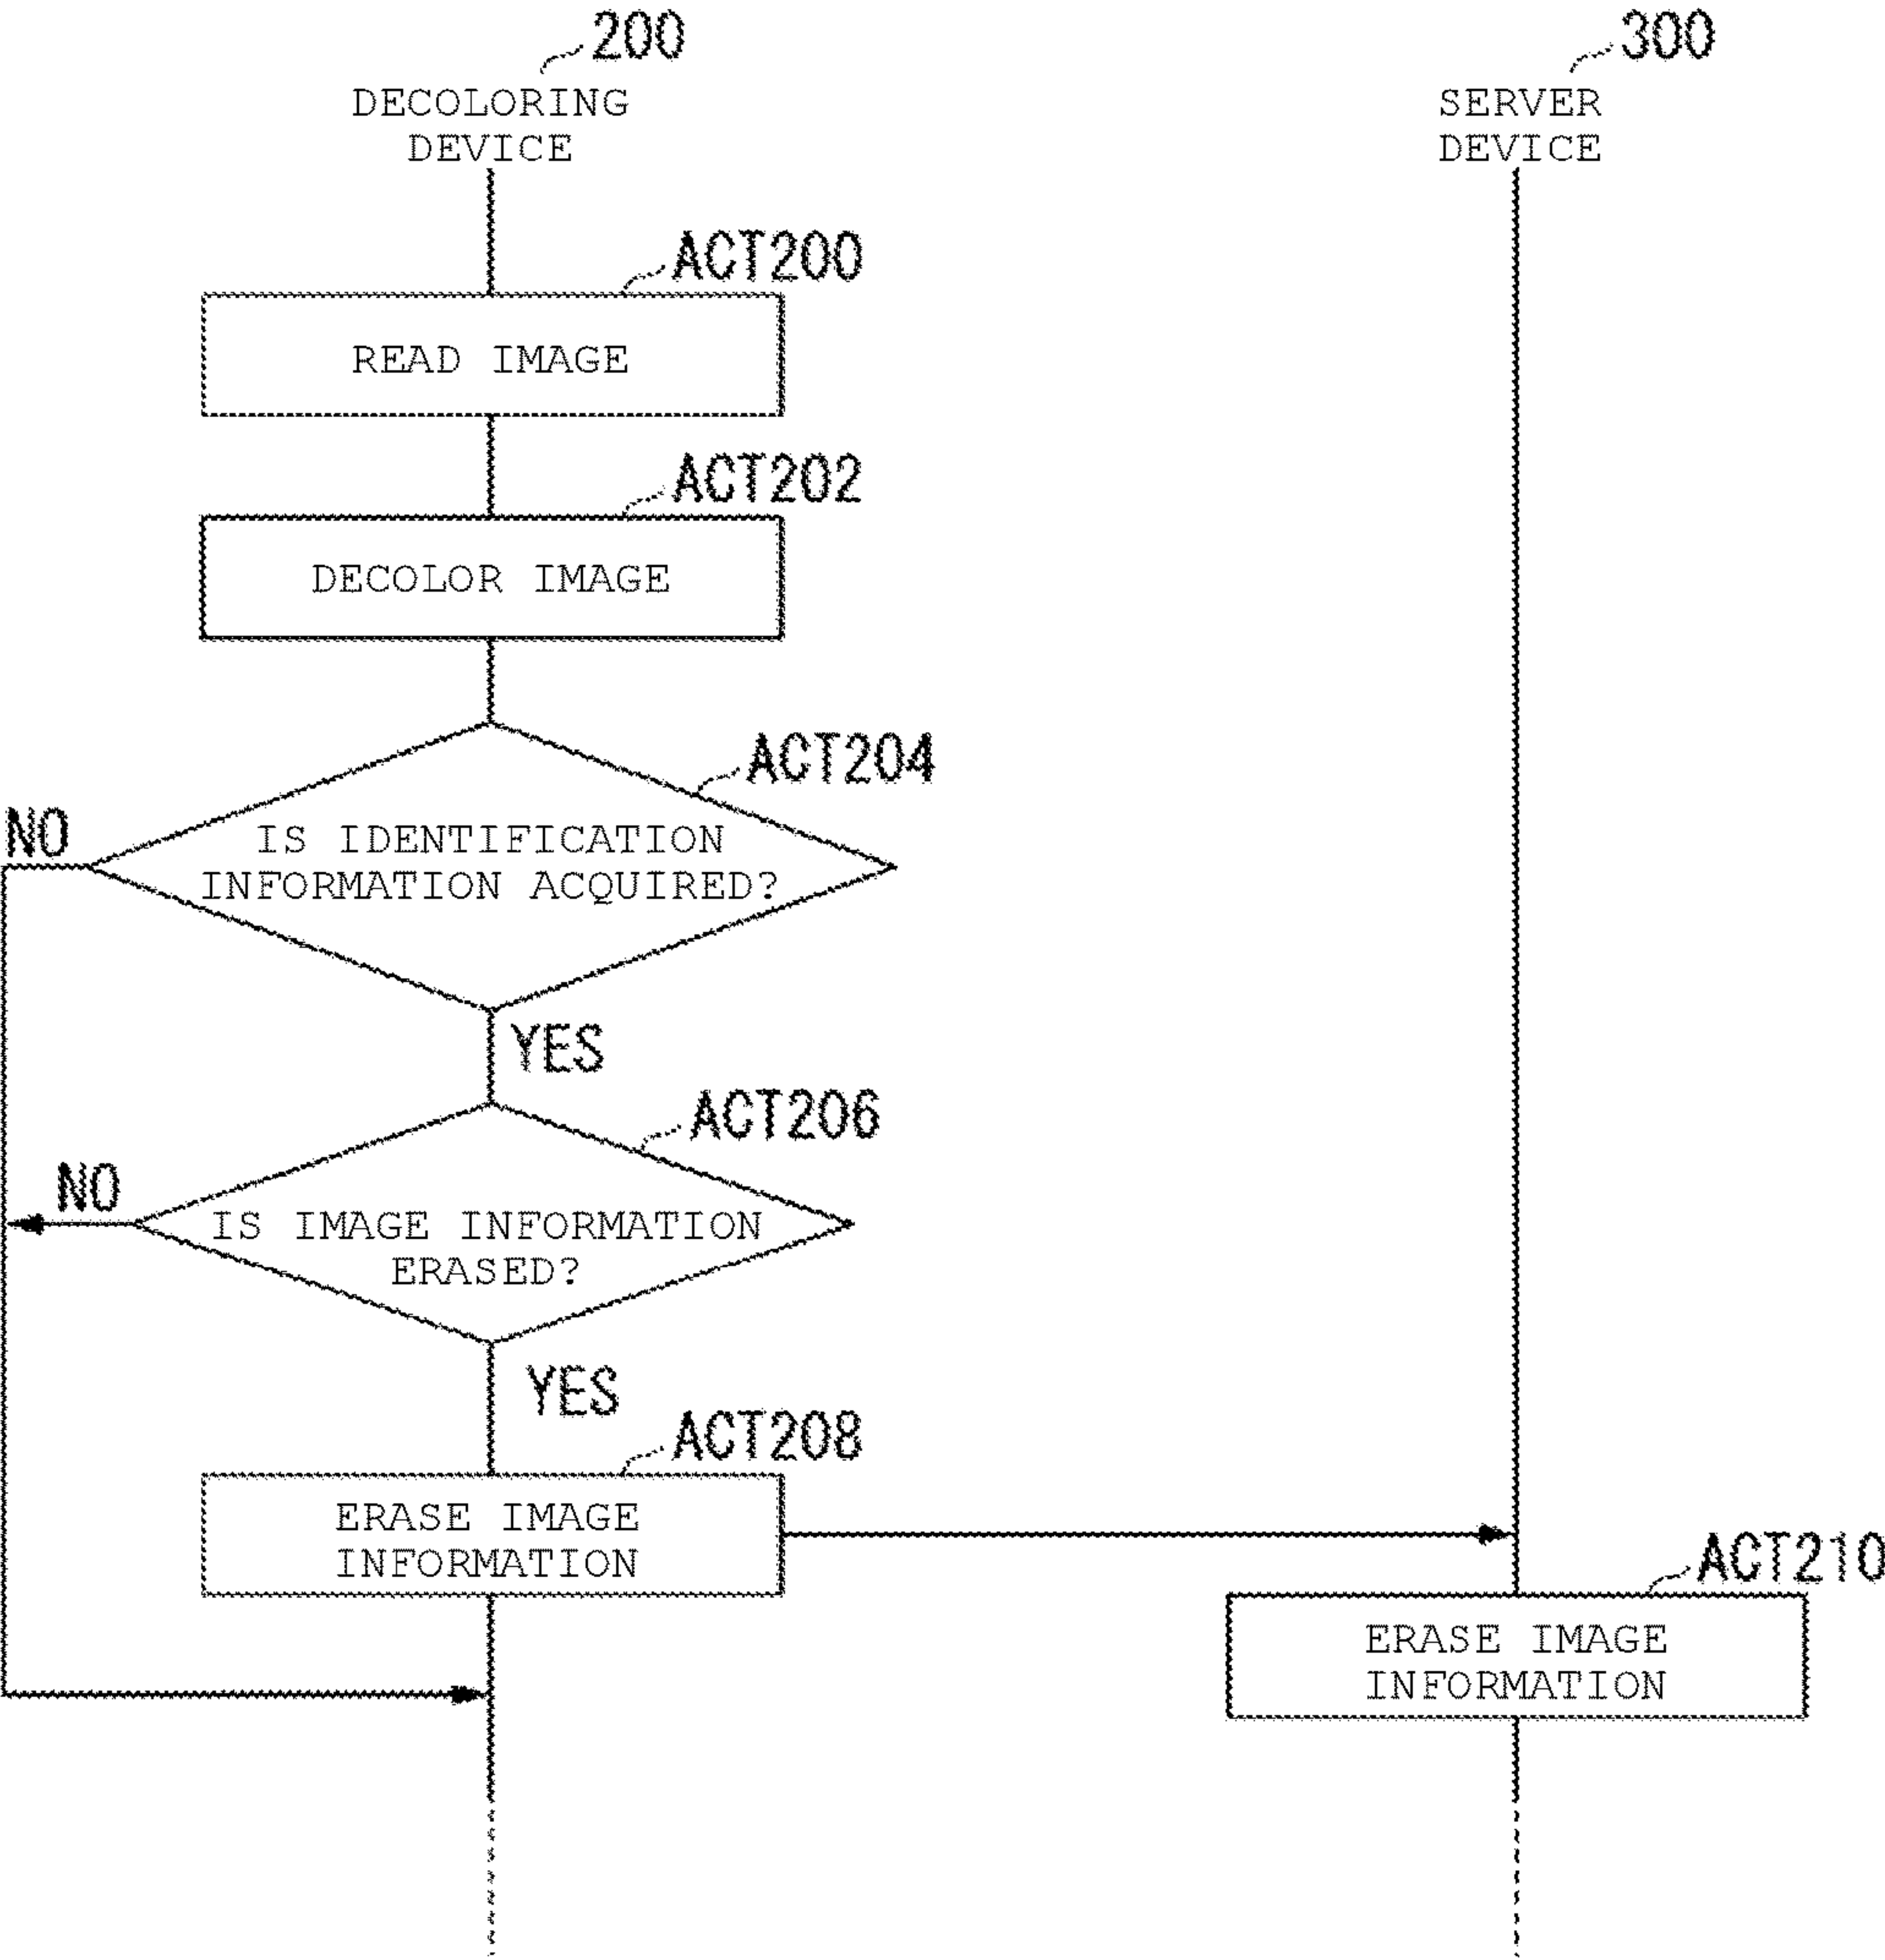 200
300
DECOLORING
DEVICE
SERVER
DEVICE
ACT200
READ IMAGE
ACT202
DECOLOR IMAGE
ACT204
NO
IS IDENTIFICATION
INFORMATION ACQUIRED?
YES
ACT206
NO
IS IMAGE INFORMATION
ERASED?
YES
ACT208
ERASE IMAGE
INFORMATION
ACT210
ERASE IMAGE
INFORMATION